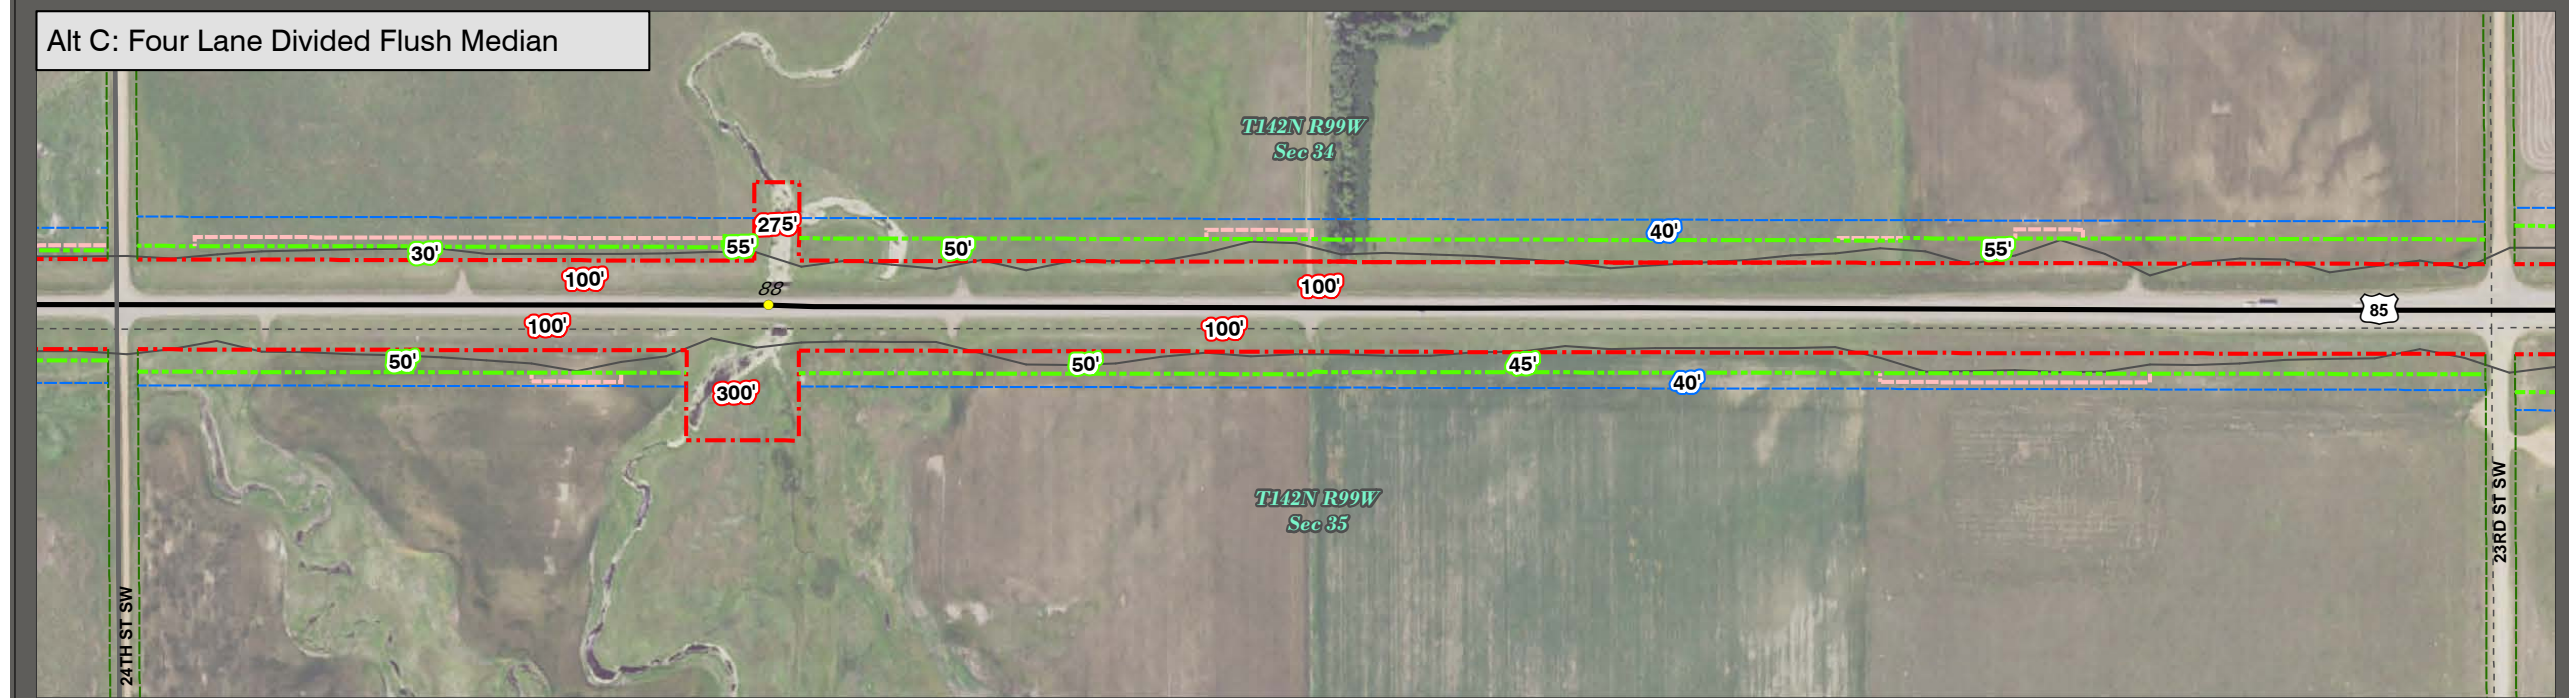 Alt C: Four Lane Divided Flush Median
T142N R99W
Sec 34
275'
40'
55'
50'
30'
55'
100'
88
100'
85
100'
100'
50'
50'
45'
40'
300'
T142N R99W
Sec 35
24TH ST SW
23RD ST SW